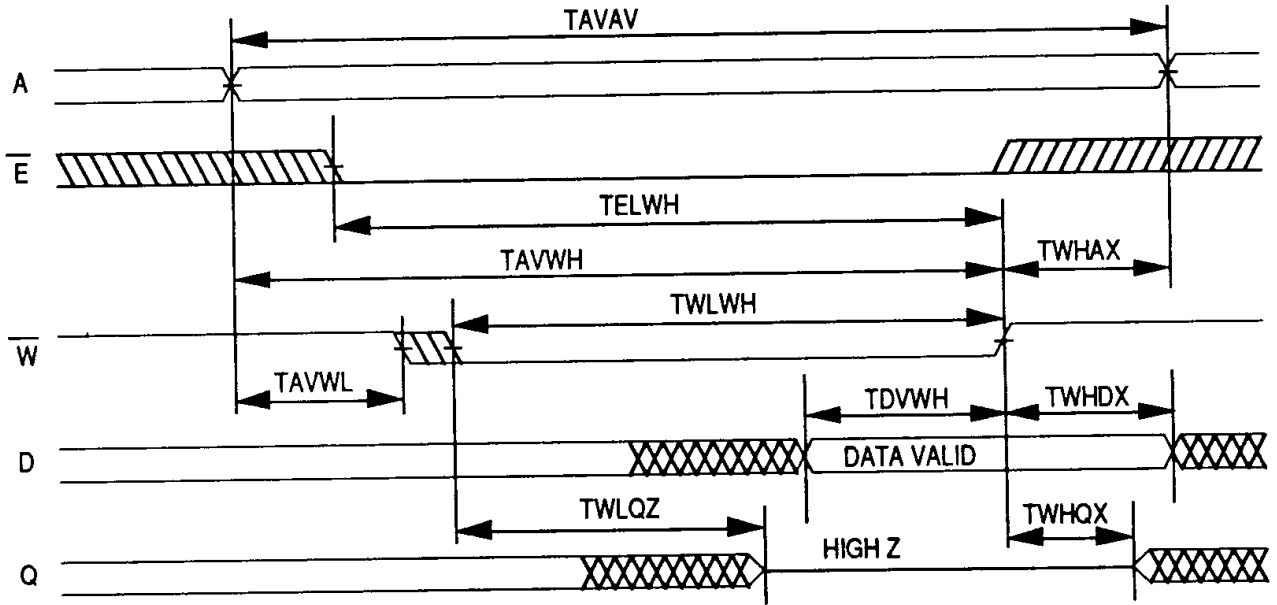 TAVAV
A
E
TELWH
TAVWH
TWHAX
TWLWH
W
TAVWL
TDVWH
TWHDX
D
DATA VALID
TWLQZ
TWHQX
HIGH Z
Q